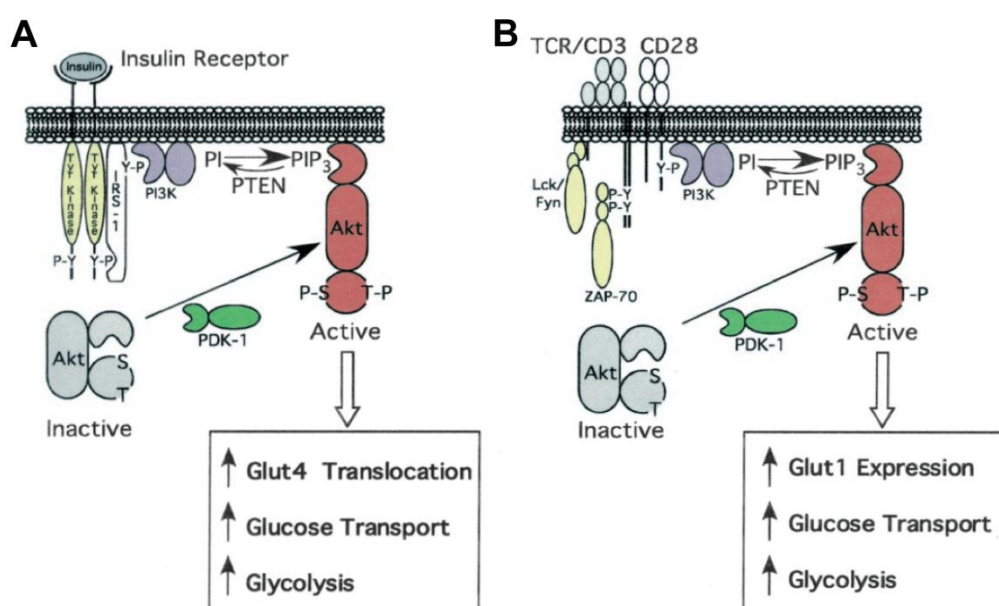 A
Insulin
Insulin Receptor
Tyr Kinase
Tyr Kinase
IRS-1
Y-P
PI3K
PI
PIP3
PTEN
P-Y
Y-P
Akt
P-S
T-P
Active
PDK-1
Akt
S
T
Inactive
Glut4 Translocation
Glucose Transport
Glycolysis
B
TCR/CD3 CD28
Lck/
Fyn
P-Y
P-Y
Y-P
PI3K
PI
PIP3
PTEN
ZAP-70
Akt
P-S
T-P
Active
PDK-1
Akt
S
T
Inactive
Glut1 Expression
Glucose Transport
Glycolysis